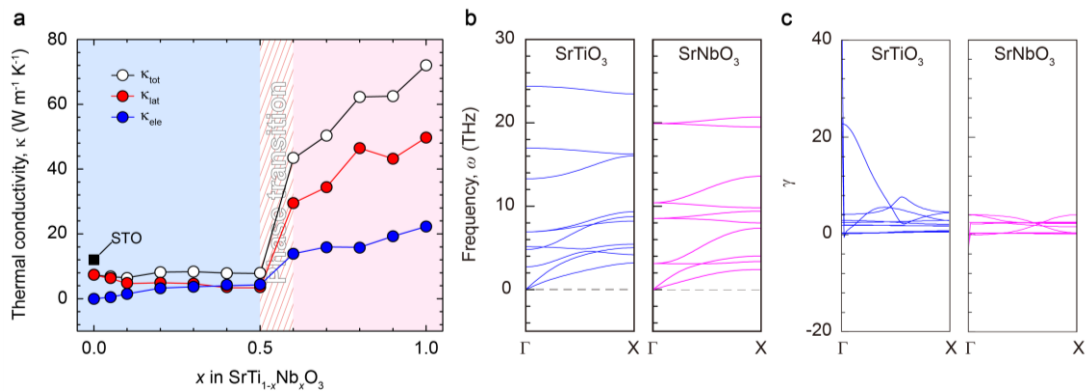 a
Thermal conductivity, κ (W m⁻¹ K⁻¹)
80
60
40
20
0
κtot
κlat
κele
STO
Phase transition
0.0
0.5
1.0
x in SrTi₁₋ₓNbₓO₃
b
SrTiO₃
SrNbO₃
Frequency, ω (THz)
30
20
10
0
Γ
X
Γ
X
c
SrTiO₃
SrNbO₃
γ
40
20
0
-20
Γ
X
Γ
X